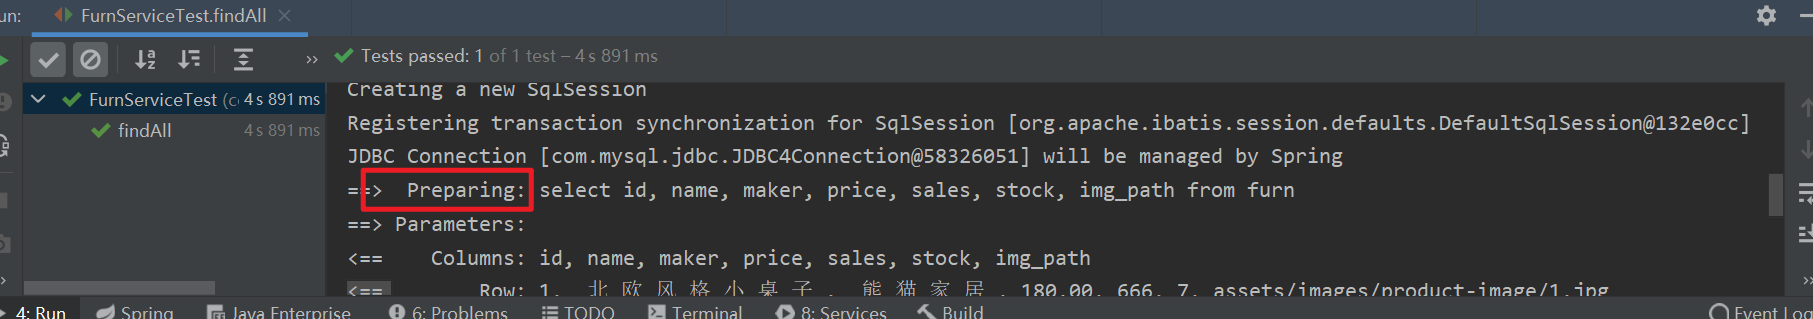 un: FurnServiceTest.findAll
Tests passed: 1 of 1 test – 4 s 891 ms
FurnServiceTest (c 4 s 891 ms
findAll 4 s 891 ms
Creating a new SqlSession
Registering transaction synchronization for SqlSession [org.apache.ibatis.session.defaults.DefaultSqlSession@132e0cc]
JDBC Connection [com.mysql.jdbc.JDBC4Connection@58326051] will be managed by Spring
==>  Preparing: select id, name, maker, price, sales, stock, img_path from furn
==> Parameters:
<==    Columns: id, name, maker, price, sales, stock, img_path
<==        Row: 1, 北欧风格小桌子, 熊猫家居, 180.00, 666, 7, assets/images/product-image/1.jpg
4: Run Spring Java Enterprise 6: Problems TODO Terminal 8: Services Build Event Log